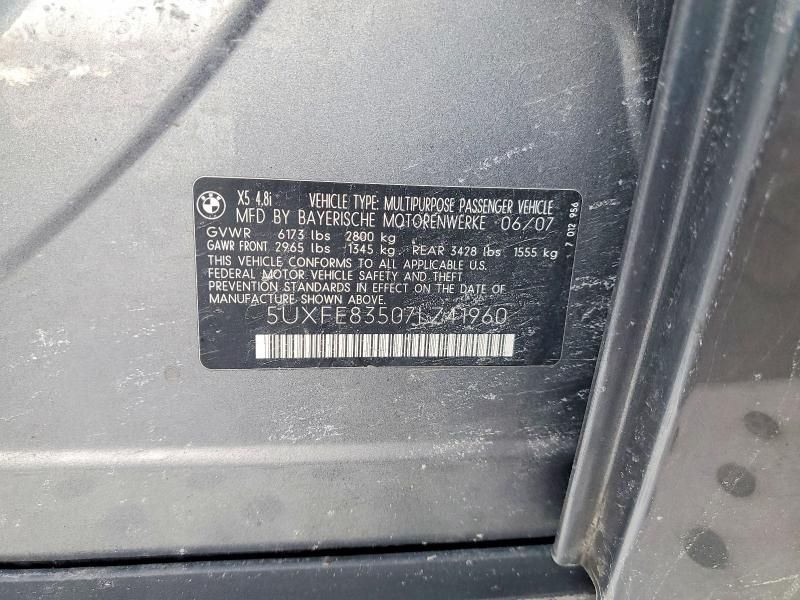 X5 4.8i VEHICLE TYPE: MULTIPURPOSE PASSENGER VEHICLE
MFD BY BAYERISCHE MOTORENWERKE 06/07
GVWR 6173 lbs 2800 kg
GAWR FRONT 2965 lbs 1345 kg REAR 3428 lbs 1555 kg
THIS VEHICLE CONFORMS TO ALL APPLICABLE U.S.
FEDERAL MOTOR VEHICLE SAFETY AND THEFT
PREVENTION STANDARDS IN EFFECT ON THE DATE OF
MANUFACTURE SHOWN ABOVE.
5UXFE83507LZ41960
7 012 956